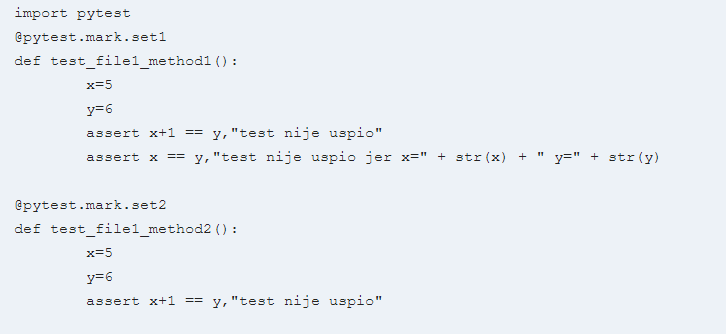 import pytest
@pytest.mark.set1
def test_file1_method1():
        x=5
        y=6
        assert x+1 == y,"test nije uspio"
        assert x == y,"test nije uspio jer x=" + str(x) + " y=" + str(y)

@pytest.mark.set2
def test_file1_method2():
        x=5
        y=6
        assert x+1 == y,"test nije uspio"